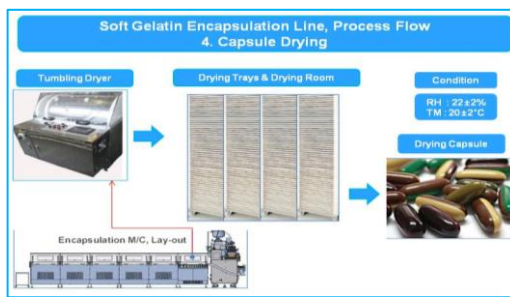 Soft Gelatin Encapsulation Line, Process Flow
4. Capsule Drying
Tumbling Dryer
Drying Trays & Drying Room
Condition
RH : 22±2%
TM : 20±2°C
Drying Capsule
Encapsulation M/C, Lay-out